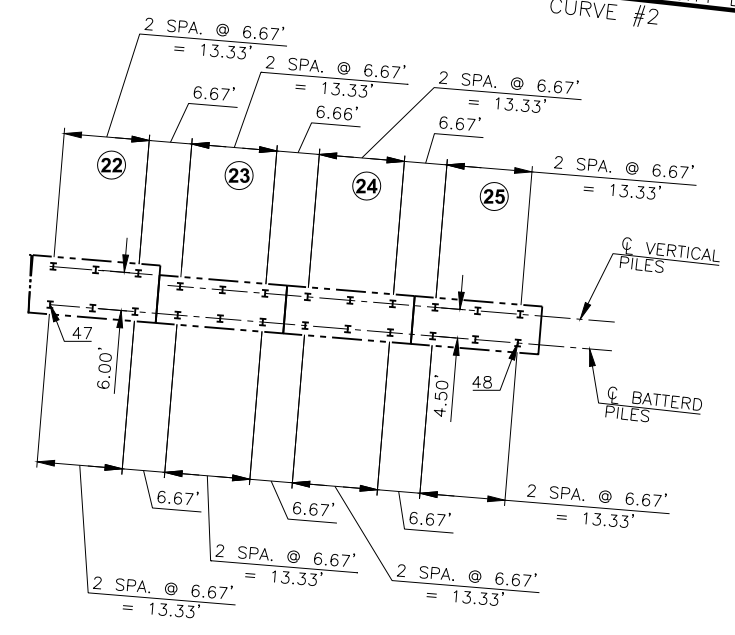 CURVE #2
2 SPA. @ 6.67'
= 13.33'
2 SPA. @ 6.67'
= 13.33'
2 SPA. @ 6.67'
= 13.33'
6.67'
6.66'
6.67'
2 SPA. @ 6.67'
= 13.33'
22
23
24
25
℄ VERTICAL
PILES
47
6.00'
48
4.50'
℄ BATTERD
PILES
6.67'
6.67'
6.67'
2 SPA. @ 6.67'
= 13.33'
2 SPA. @ 6.67'
= 13.33'
2 SPA. @ 6.67'
= 13.33'
2 SPA. @ 6.67'
= 13.33'